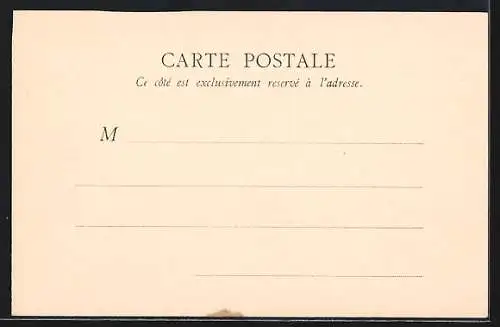 CARTE POSTALE
Ce côté est exclusivement reservé à l'adresse.
M